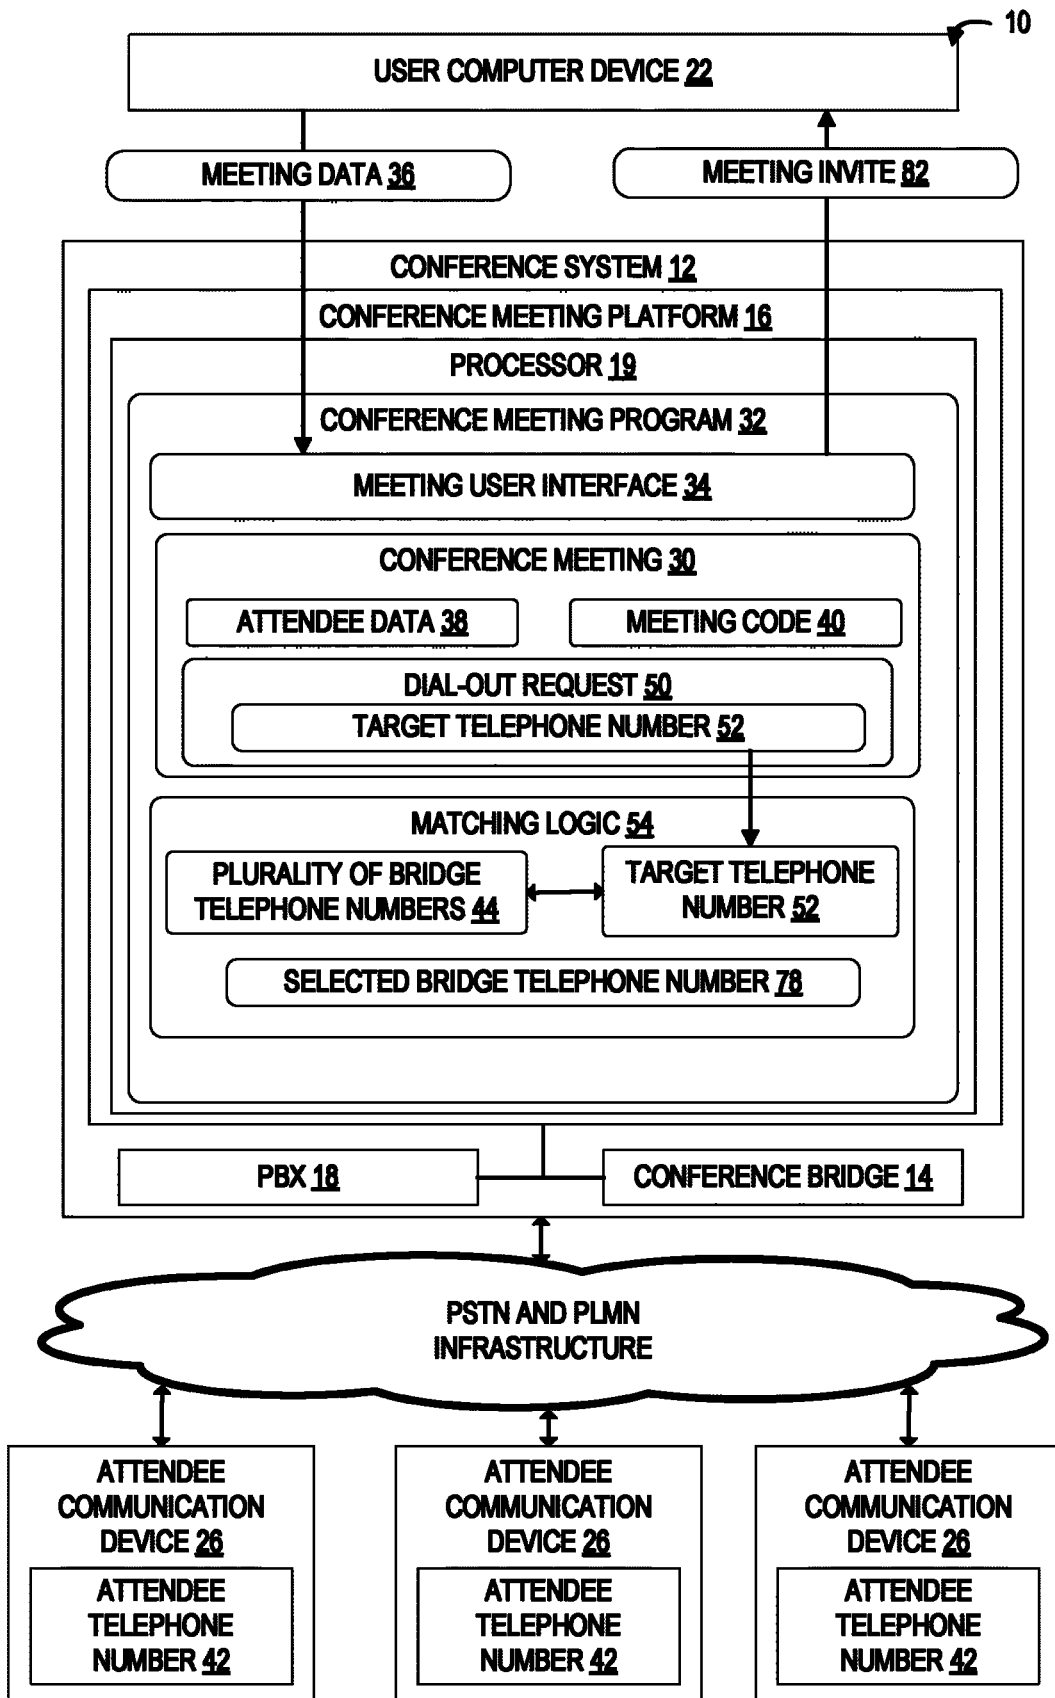 10
USER COMPUTER DEVICE 22
MEETING DATA 36
MEETING INVITE 82
CONFERENCE SYSTEM 12
CONFERENCE MEETING PLATFORM 16
PROCESSOR 19
CONFERENCE MEETING PROGRAM 32
MEETING USER INTERFACE 34
CONFERENCE MEETING 30
ATTENDEE DATA 38
MEETING CODE 40
DIAL-OUT REQUEST 50
TARGET TELEPHONE NUMBER 52
MATCHING LOGIC 54
PLURALITY OF BRIDGE
TELEPHONE NUMBERS 44
TARGET TELEPHONE
NUMBER 52
SELECTED BRIDGE TELEPHONE NUMBER 78
PBX 18
CONFERENCE BRIDGE 14
PSTN AND PLMN
INFRASTRUCTURE
ATTENDEE
COMMUNICATION
DEVICE 26
ATTENDEE
TELEPHONE
NUMBER 42
ATTENDEE
COMMUNICATION
DEVICE 26
ATTENDEE
TELEPHONE
NUMBER 42
ATTENDEE
COMMUNICATION
DEVICE 26
ATTENDEE
TELEPHONE
NUMBER 42